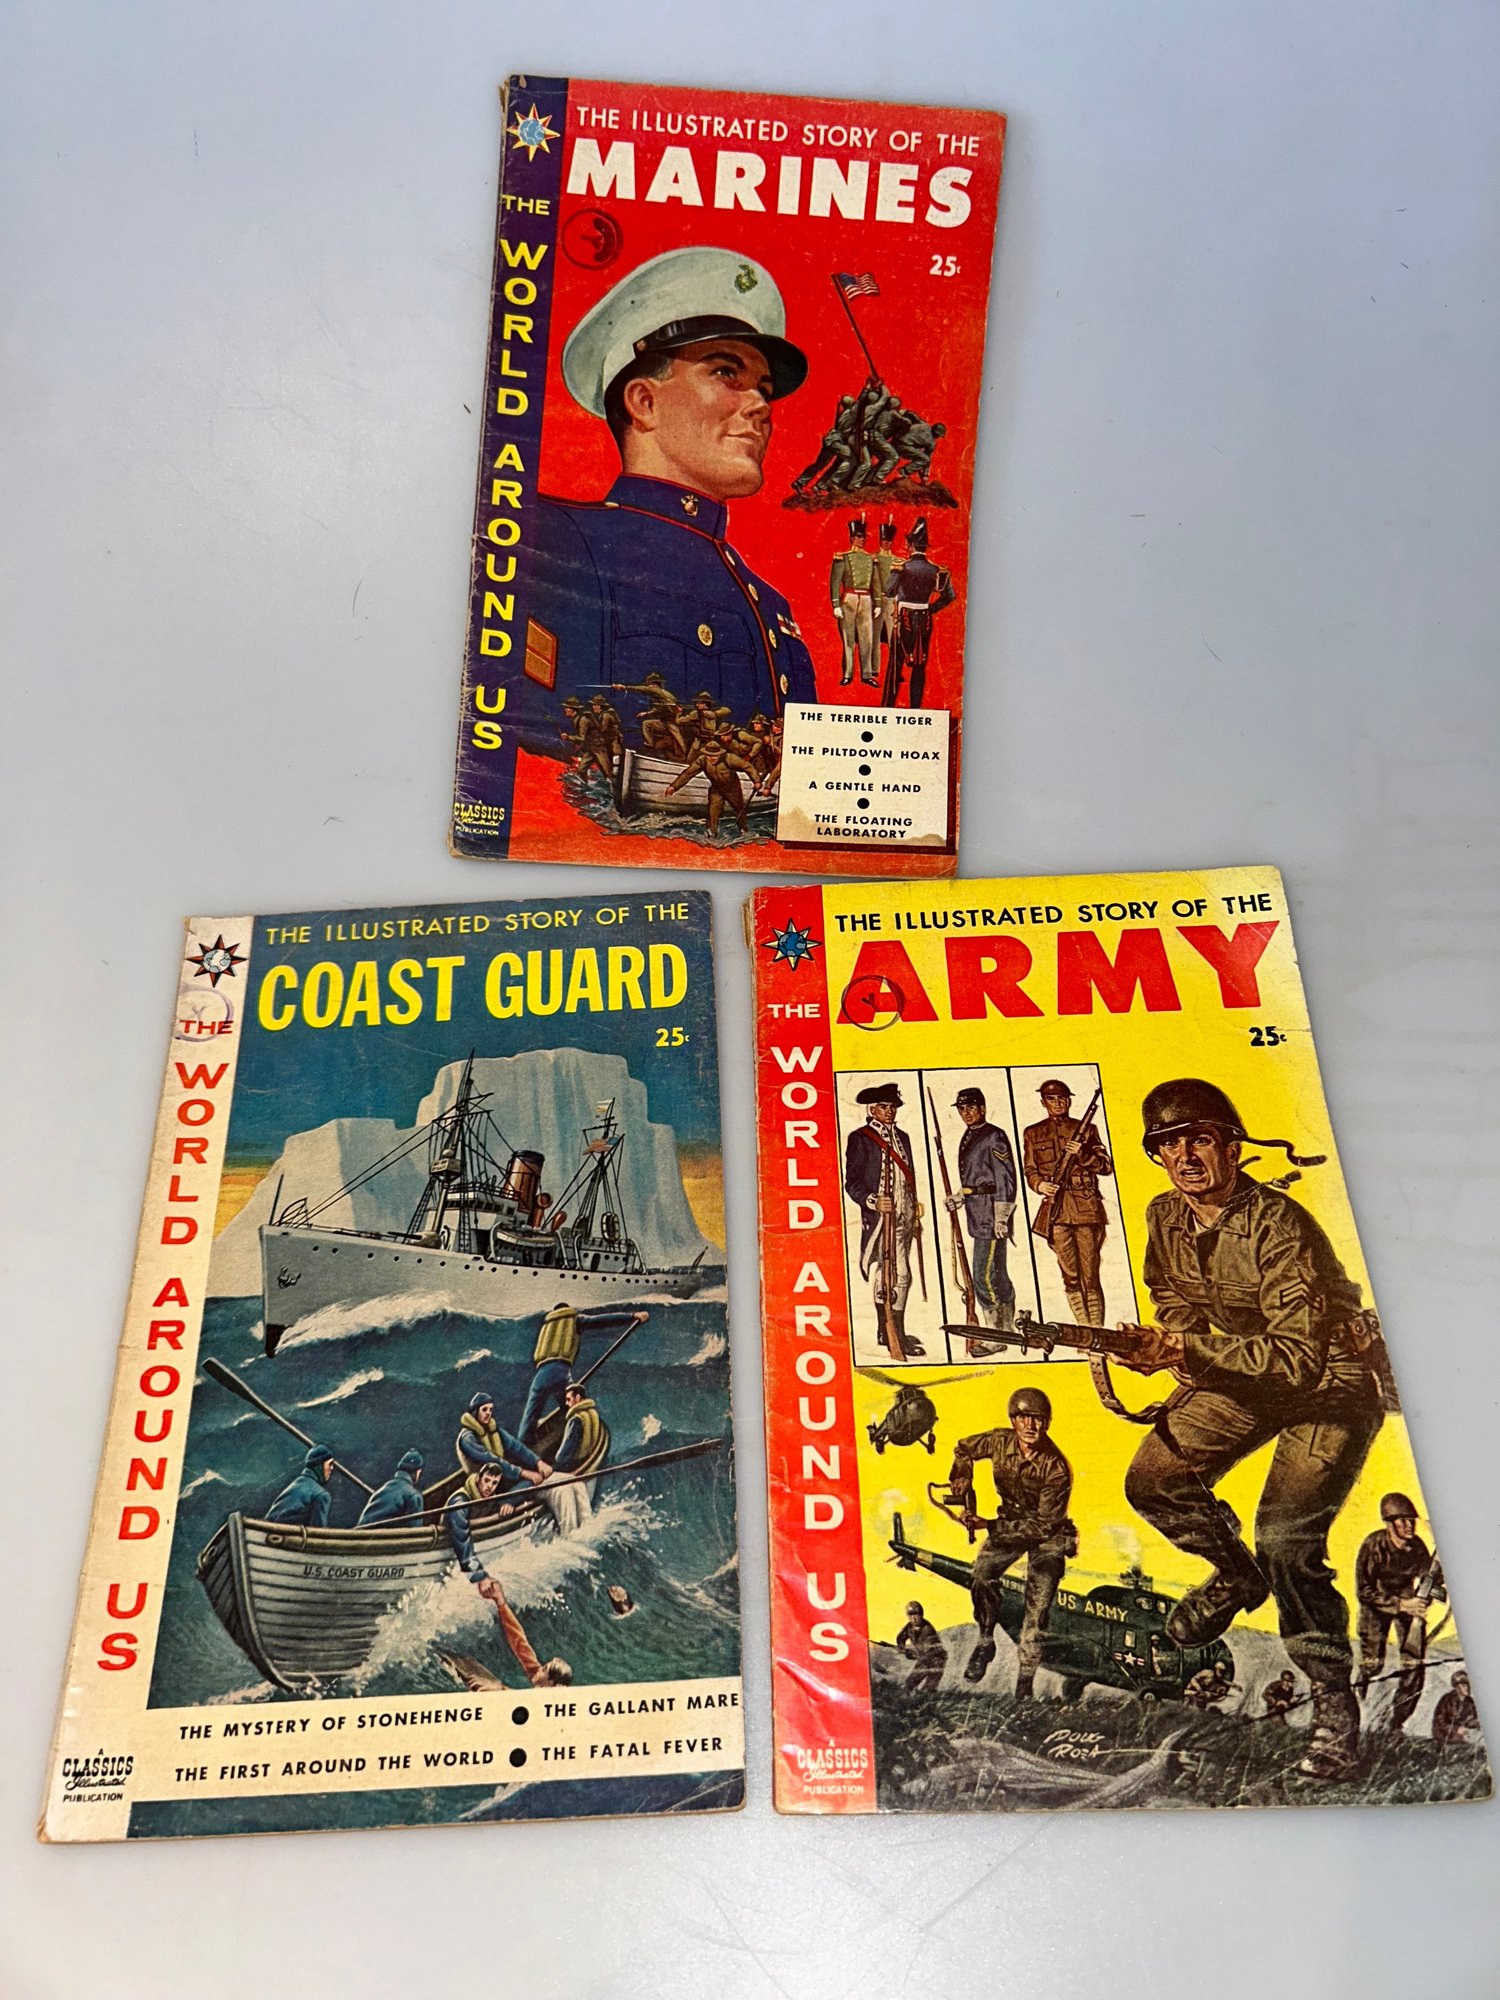 THE ILLUSTRATED STORY OF THE
MARINES
25¢
THE WORLD AROUND US
THE TERRIBLE TIGER
THE PILTDOWN HOAX
A GENTLE HAND
THE FLOATING
LABORATORY
A
CLASSICS
Illustrated
PUBLICATION
THE ILLUSTRATED STORY OF THE
COAST GUARD
25¢
THE WORLD AROUND US
U.S. COAST GUARD
THE MYSTERY OF STONEHENGE ● THE GALLANT MARE
THE FIRST AROUND THE WORLD ● THE FATAL FEVER
A
CLASSICS
Illustrated
PUBLICATION
THE ILLUSTRATED STORY OF THE
ARMY
25¢
THE WORLD AROUND US
US ARMY
DOUG
ROEA
A
CLASSICS
Illustrated
PUBLICATION